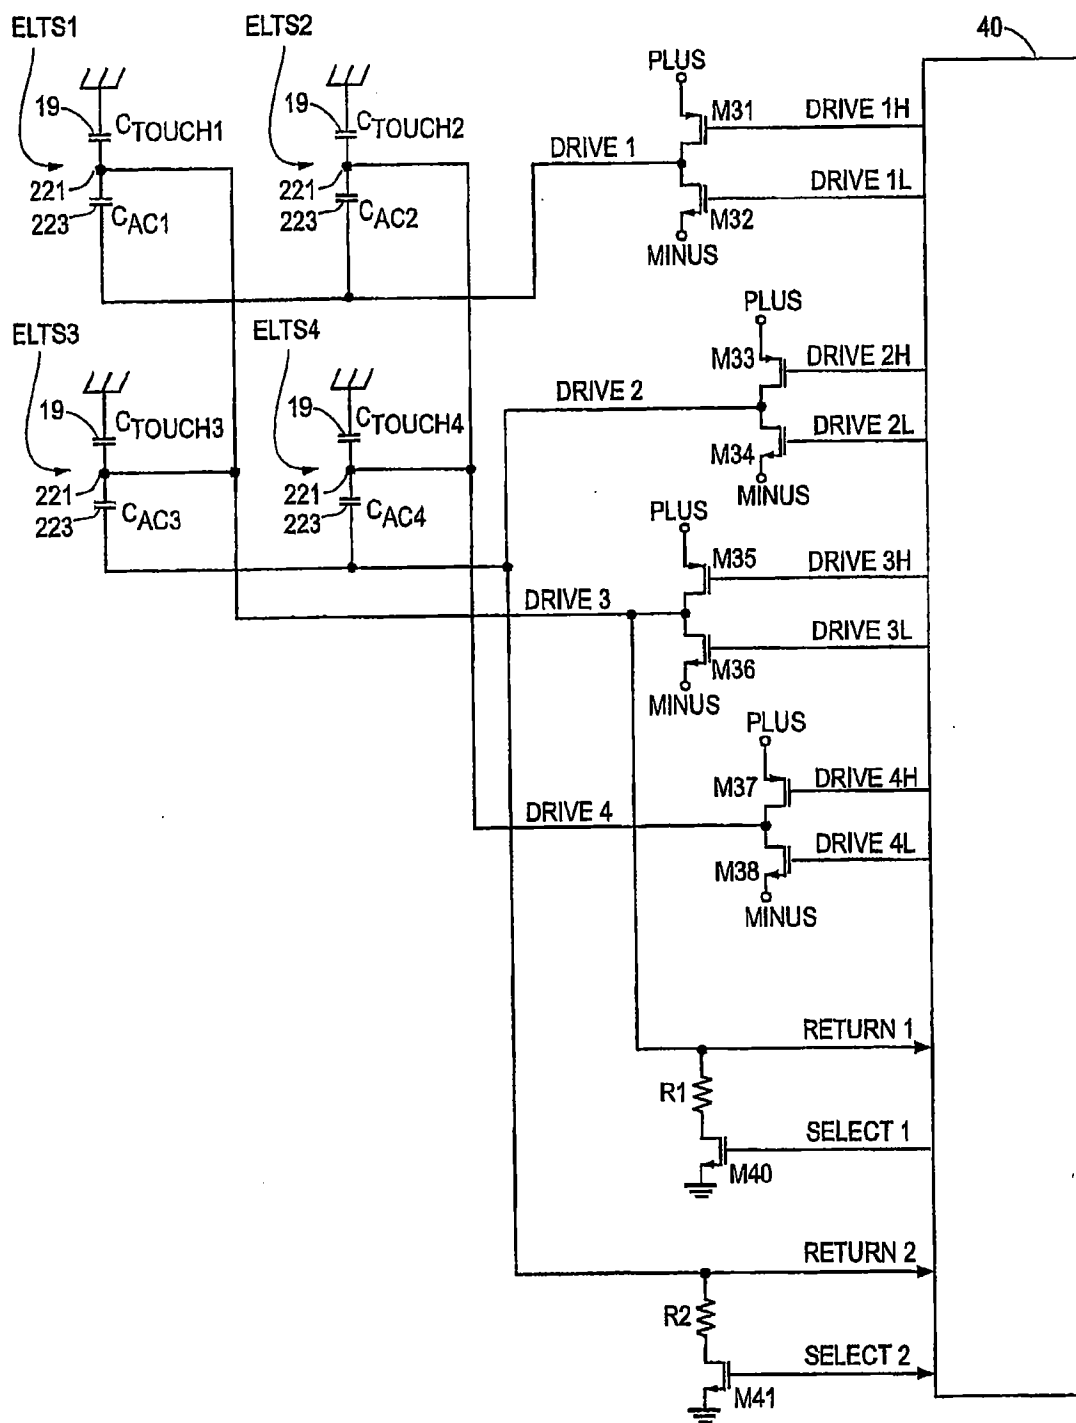 ELTS1
ELTS2
40
PLUS
19
CTOUCH1
19
CTOUCH2
M31
DRIVE 1H
DRIVE 1
221
221
DRIVE 1L
223
CAC1
223
CAC2
M32
MINUS
PLUS
ELTS3
ELTS4
M33
DRIVE 2H
DRIVE 2
19
CTOUCH3
19
CTOUCH4
DRIVE 2L
M34
221
221
MINUS
223
CAC3
223
CAC4
PLUS
M35
DRIVE 3H
DRIVE 3
DRIVE 3L
M36
MINUS
PLUS
M37
DRIVE 4H
DRIVE 4
DRIVE 4L
M38
MINUS
RETURN 1
R1
SELECT 1
M40
RETURN 2
R2
SELECT 2
M41